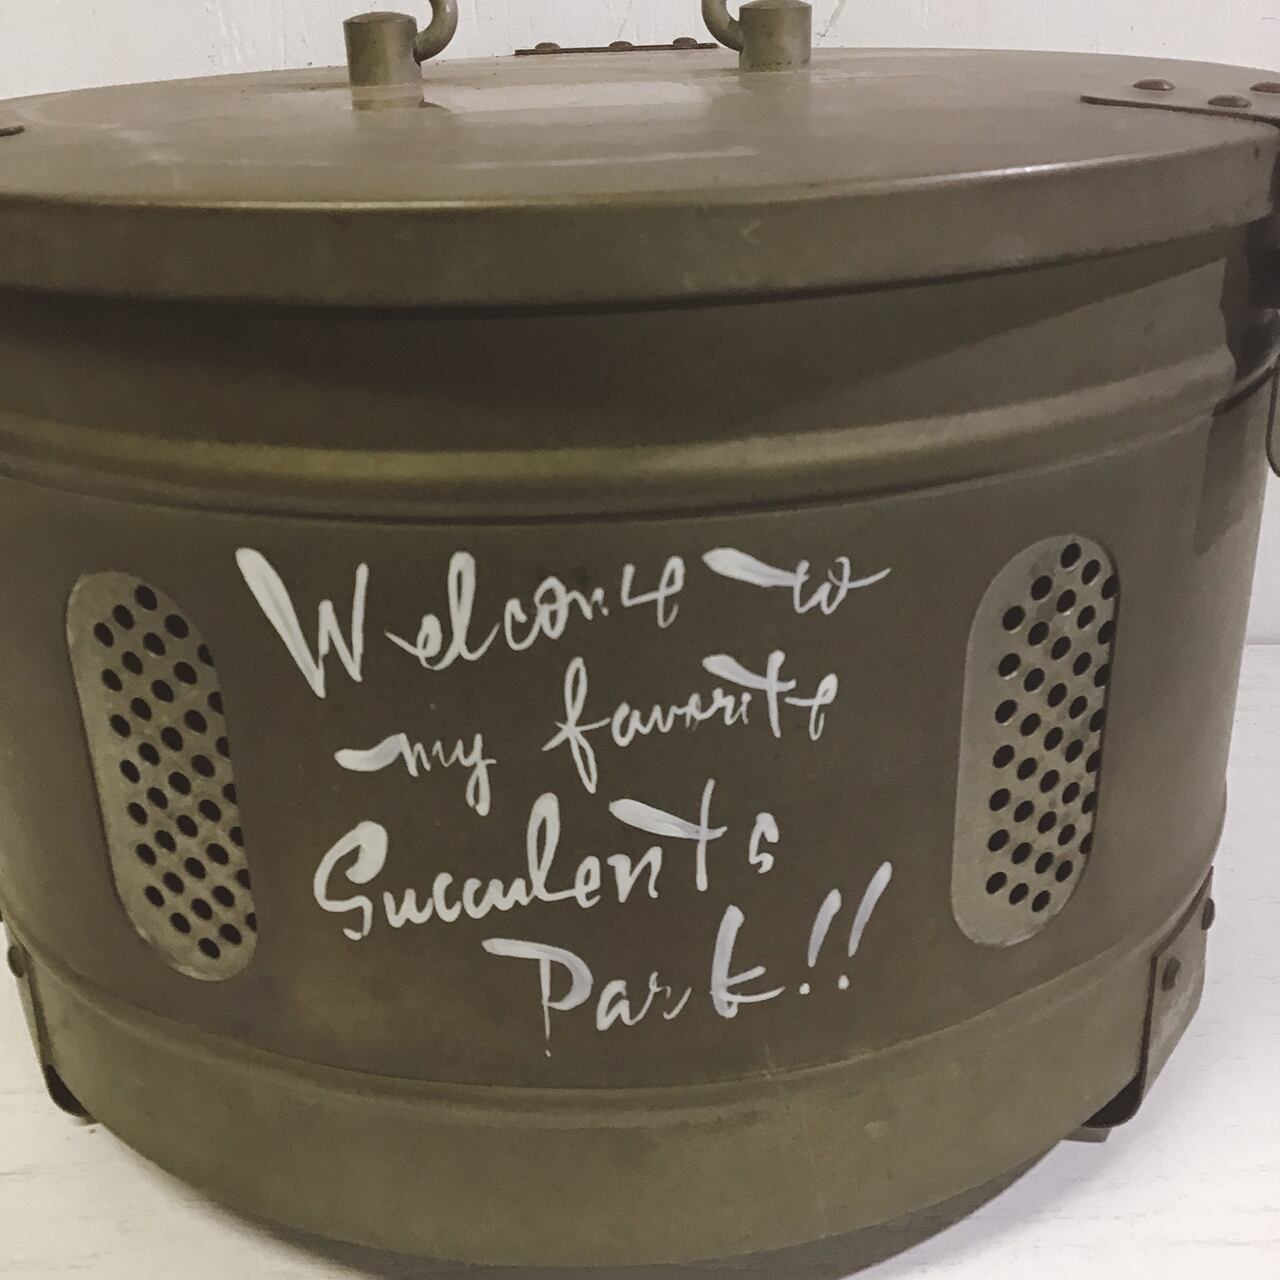 Welcome to
my favorite
Succulents
Park!!